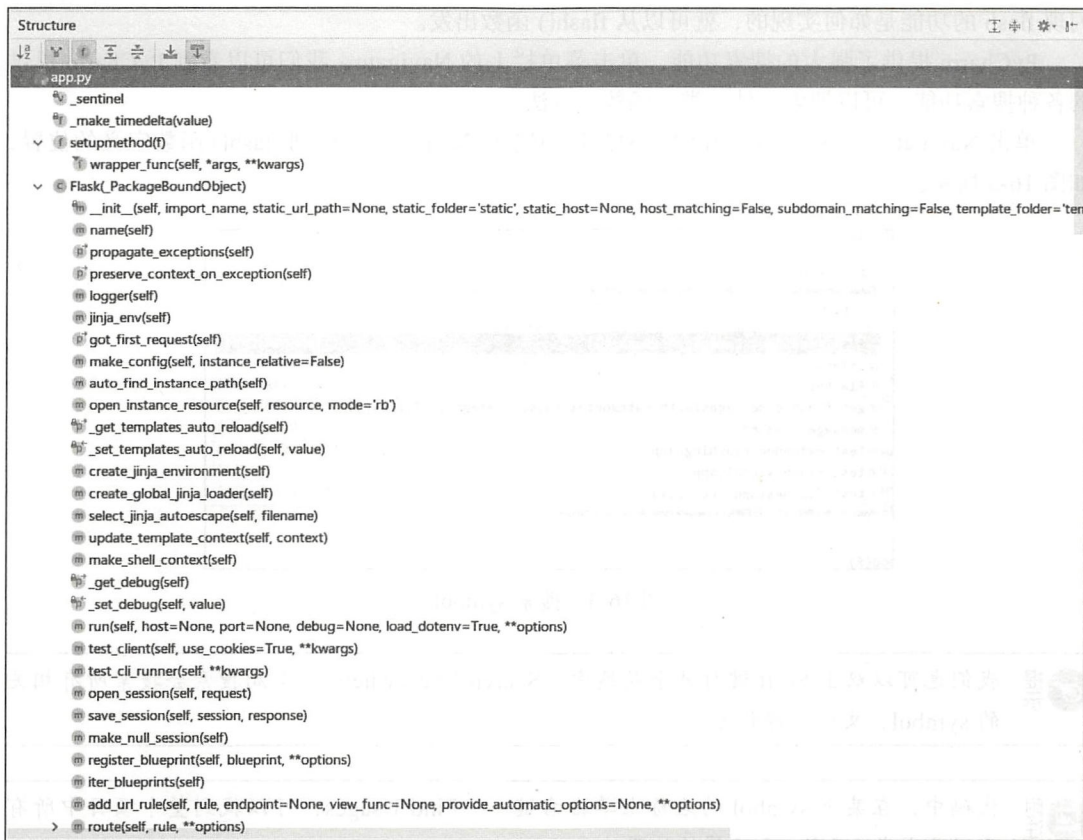 Structure
app.py
_sentinel
_make_timedelta(value)
setupmethod(f)
wrapper_func(self, *args, **kwargs)
Flask(_PackageBoundObject)
__init__(self, import_name, static_url_path=None, static_folder='static', static_host=None, host_matching=False, subdomain_matching=False, template_folder='tem
name(self)
propagate_exceptions(self)
preserve_context_on_exception(self)
logger(self)
jinja_env(self)
got_first_request(self)
make_config(self, instance_relative=False)
auto_find_instance_path(self)
open_instance_resource(self, resource, mode='rb')
_get_templates_auto_reload(self)
_set_templates_auto_reload(self, value)
create_jinja_environment(self)
create_global_jinja_loader(self)
select_jinja_autoescape(self, filename)
update_template_context(self, context)
make_shell_context(self)
_get_debug(self)
_set_debug(self, value)
run(self, host=None, port=None, debug=None, load_dotenv=True, **options)
test_client(self, use_cookies=True, **kwargs)
test_cli_runner(self, **kwargs)
open_session(self, request)
save_session(self, session, response)
make_null_session(self)
register_blueprint(self, blueprint, **options)
iter_blueprints(self)
add_url_rule(self, rule, endpoint=None, view_func=None, provide_automatic_options=None, **options)
route(self, rule, **options)